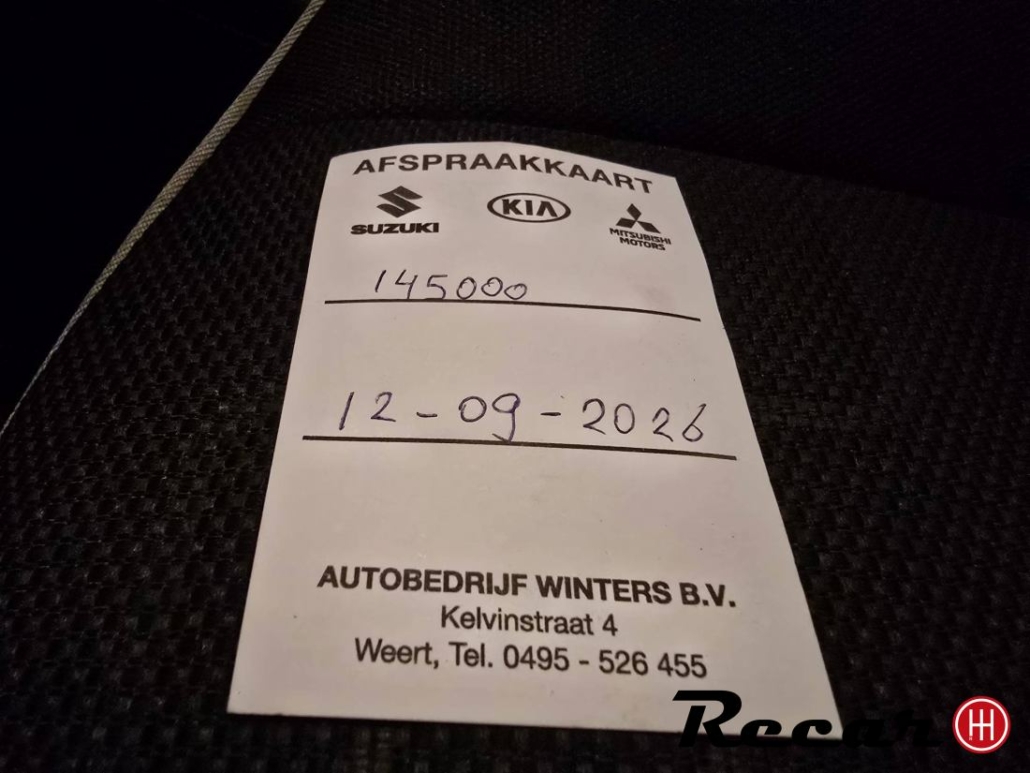 AFSPRAAKKAART
SUZUKI KIA MITSUBISHI MOTORS
145000
12-09-2026
AUTOBEDRIJF WINTERS B.V.
Kelvinstraat 4
Weert, Tel. 0495 - 526 455
Recar H